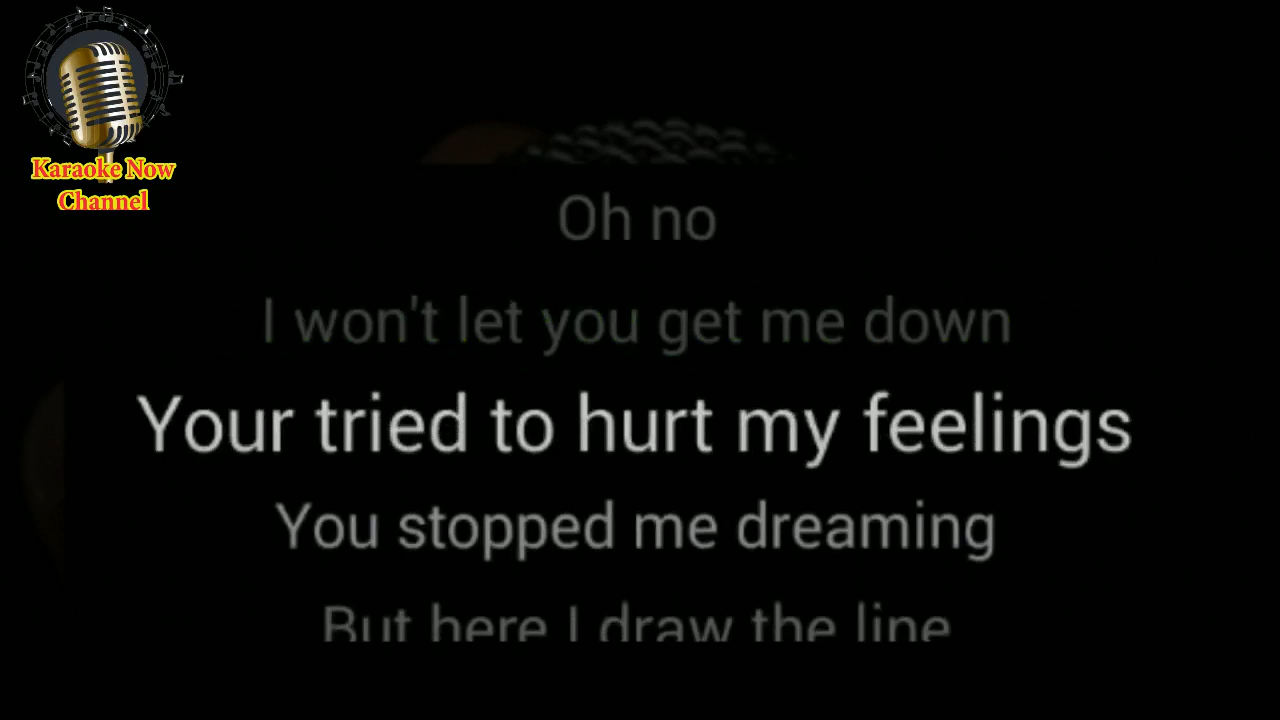 Karaoke Now
Channel
Oh no
I won't let you get me down
Your tried to hurt my feelings
You stopped me dreaming
But here I draw the line